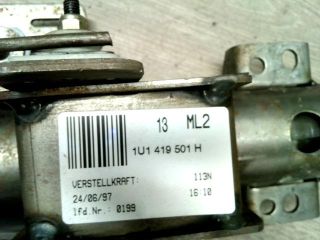 13 ML2
1U1 419 501 H
VERSTELLKRAFT: 113N
24/06/97 16:10
lfd.Nr.: 0199